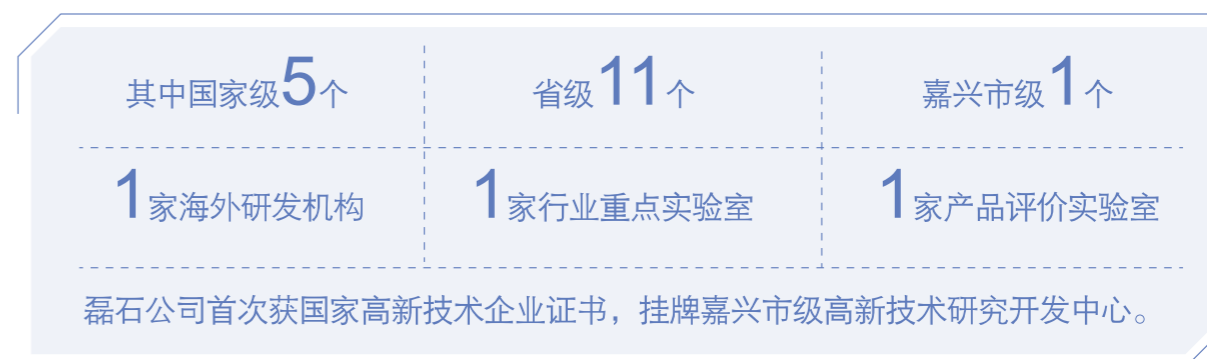 其中国家级5个 省级11个 嘉兴市级1个
1家海外研发机构 1家行业重点实验室 1家产品评价实验室
磊石公司首次获国家高新技术企业证书，挂牌嘉兴市级高新技术研究开发中心。